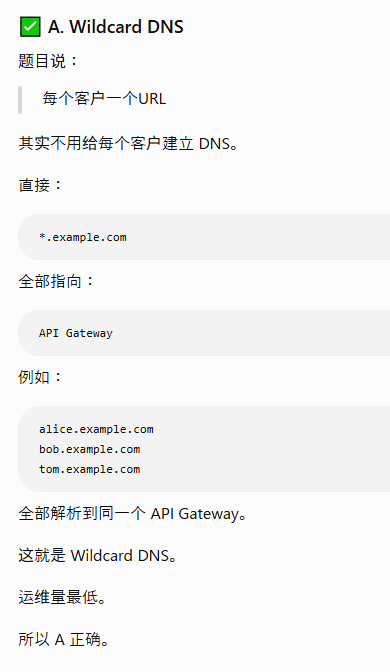 ✅ A. Wildcard DNS
题目说：
每个客户一个URL
其实不用给每个客户建立 DNS。
直接：
*.example.com
全部指向：
API Gateway
例如：
alice.example.com
bob.example.com
tom.example.com
全部解析到同一个 API Gateway。
这就是 Wildcard DNS。
运维量最低。
所以 A 正确。